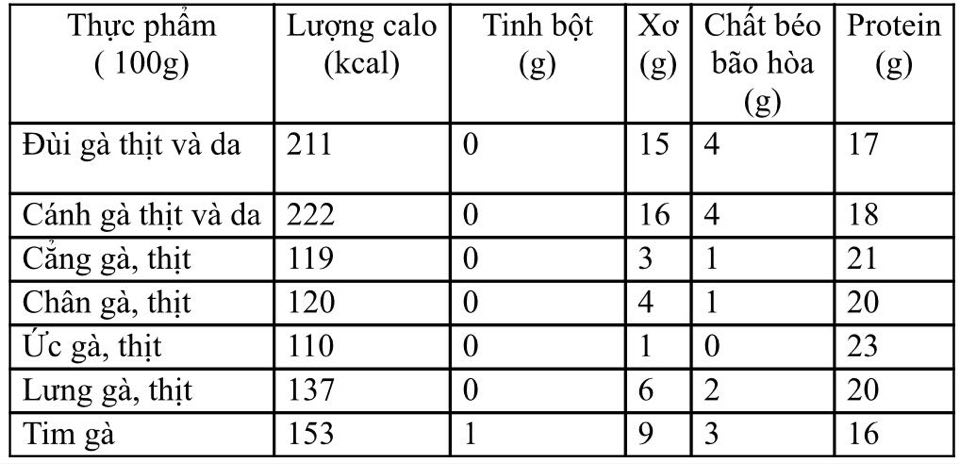 Thực phẩm ( 100g) Lượng calo (kcal) Tinh bột (g) Xơ (g) Chất béo bão hòa (g) Protein (g)
Đùi gà thịt và da 211 0 15 4 17
Cánh gà thịt và da 222 0 16 4 18
Cẳng gà, thịt 119 0 3 1 21
Chân gà, thịt 120 0 4 1 20
Ức gà, thịt 110 0 1 0 23
Lưng gà, thịt 137 0 6 2 20
Tim gà 153 1 9 3 16